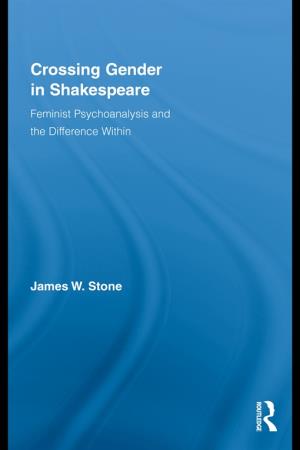 Crossing Gender
in Shakespeare
Feminist Psychoanalysis and
the Difference Within
James W. Stone
ROUTLEDGE